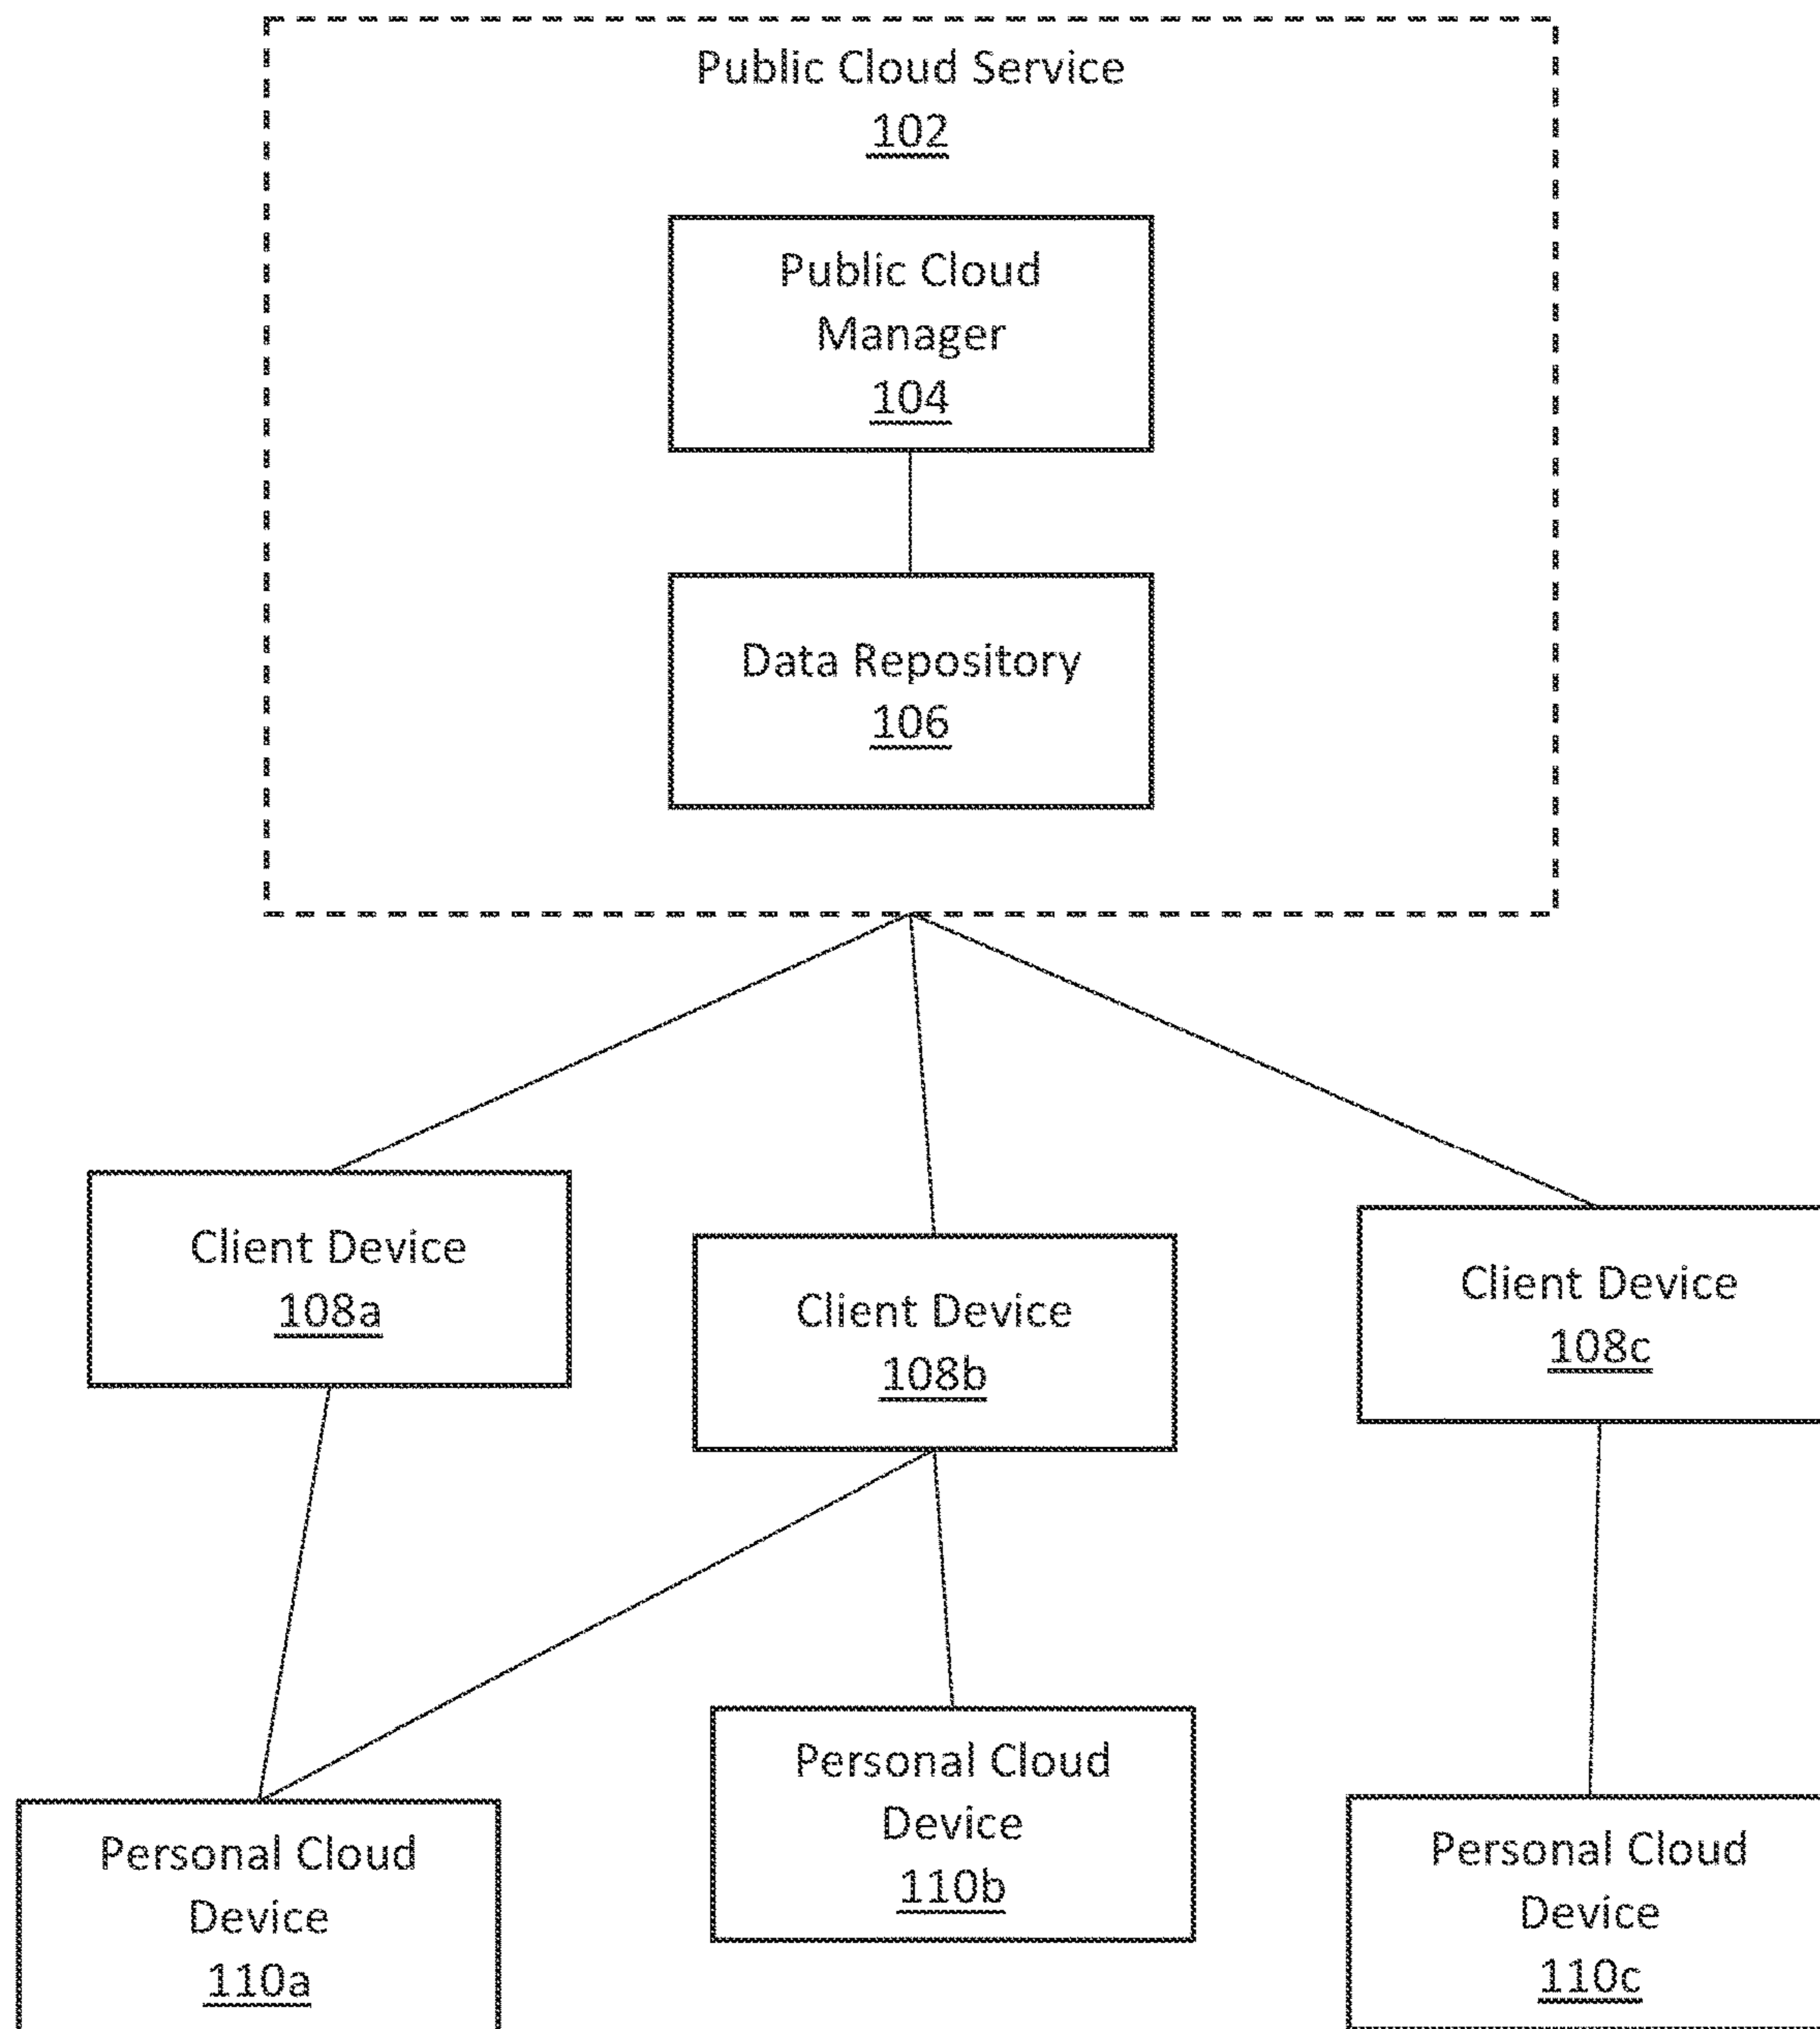 Public Cloud Service
102
Public Cloud
Manager
104
Data Repository
106
Client Device
108a
Client Device
108b
Client Device
108c
Personal Cloud
Device
110a
Personal Cloud
Device
110b
Personal Cloud
Device
110c